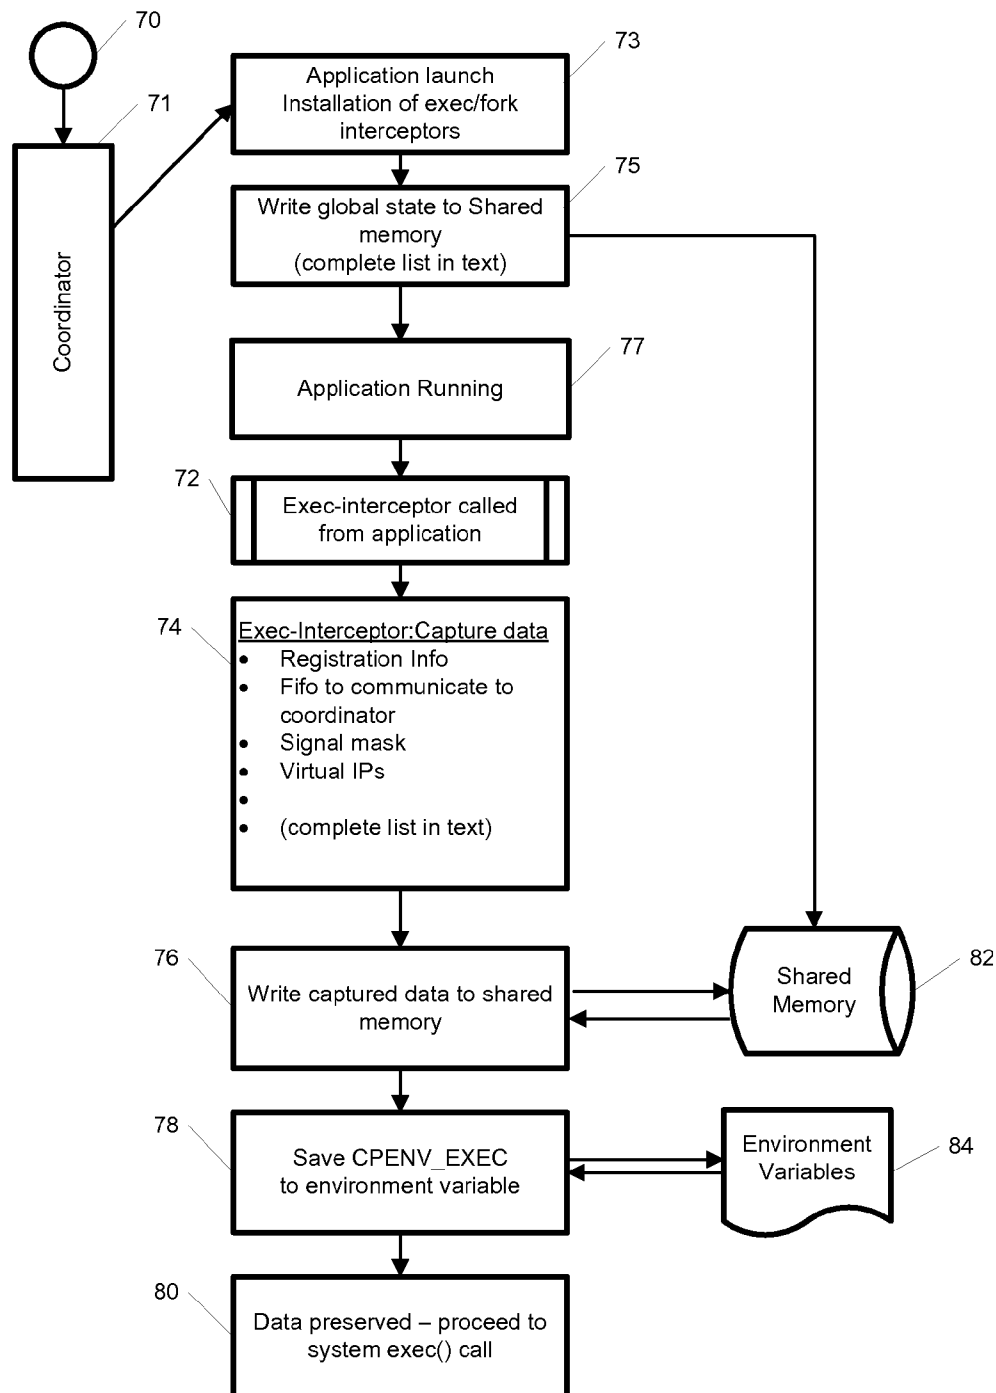 70
73
Application launch
Installation of exec/fork
interceptors
71
Coordinator
75
Write global state to Shared
memory
(complete list in text)
77
Application Running
72
Exec-interceptor called
from application
74
Exec-Interceptor:Capture data
• Registration Info
• Fifo to communicate to
coordinator
• Signal mask
• Virtual IPs
•
• (complete list in text)
76
Write captured data to shared
memory
Shared
Memory
82
78
Save CPENV_EXEC
to environment variable
Environment
Variables
84
80
Data preserved – proceed to
system exec() call